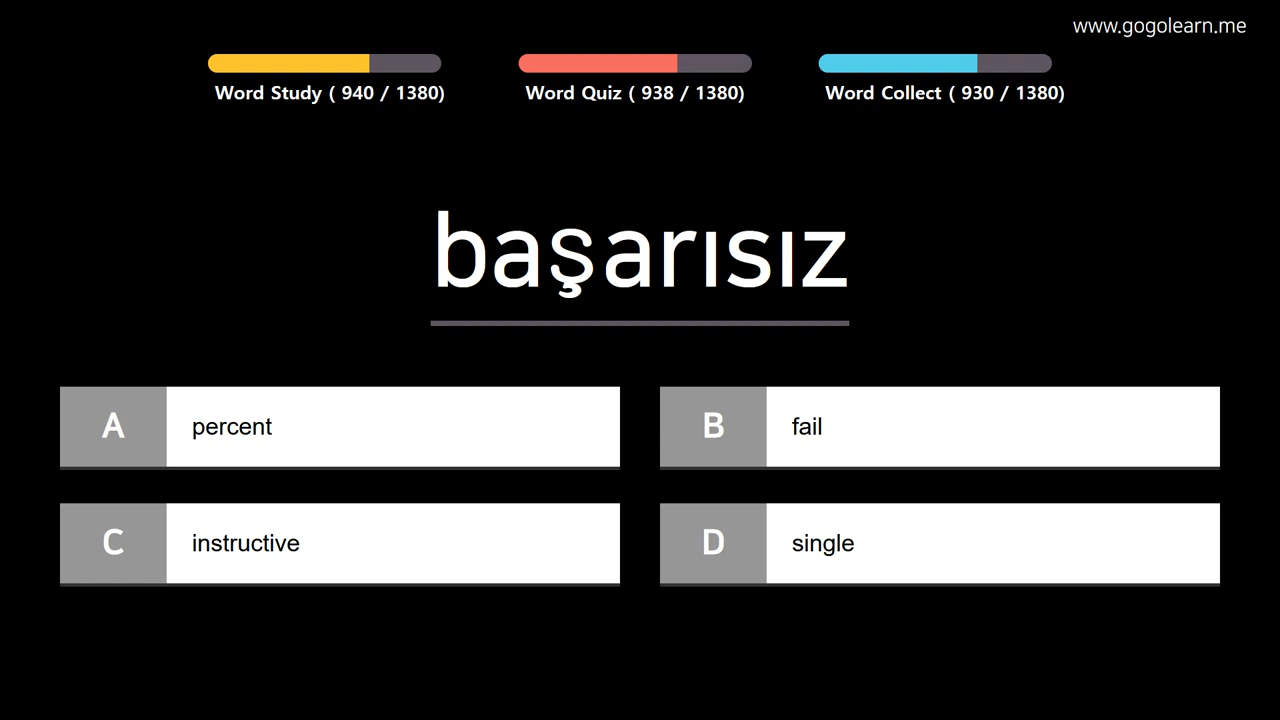 www.gogolearn.me
Word Study ( 940 / 1380)
Word Quiz ( 938 / 1380)
Word Collect ( 930 / 1380)
başarısız
A percent
B fail
C instructive
D single